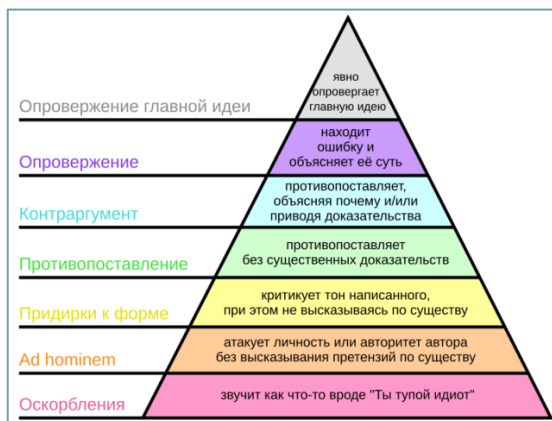 явно
опровергает
главную идею
Опровержение главной идеи
находит
ошибку и
объясняет её суть
Опровержение
противопоставляет,
объясняя почему и/или
приводя доказательства
Контраргумент
противопоставляет
без существенных доказательств
Противопоставление
критикует тон написанного,
при этом не высказываясь по существу
Придирки к форме
атакует личность или авторитет автора
без высказывания претензий по существу
Ad hominem
звучит как что-то вроде "Ты тупой идиот"
Оскорбления